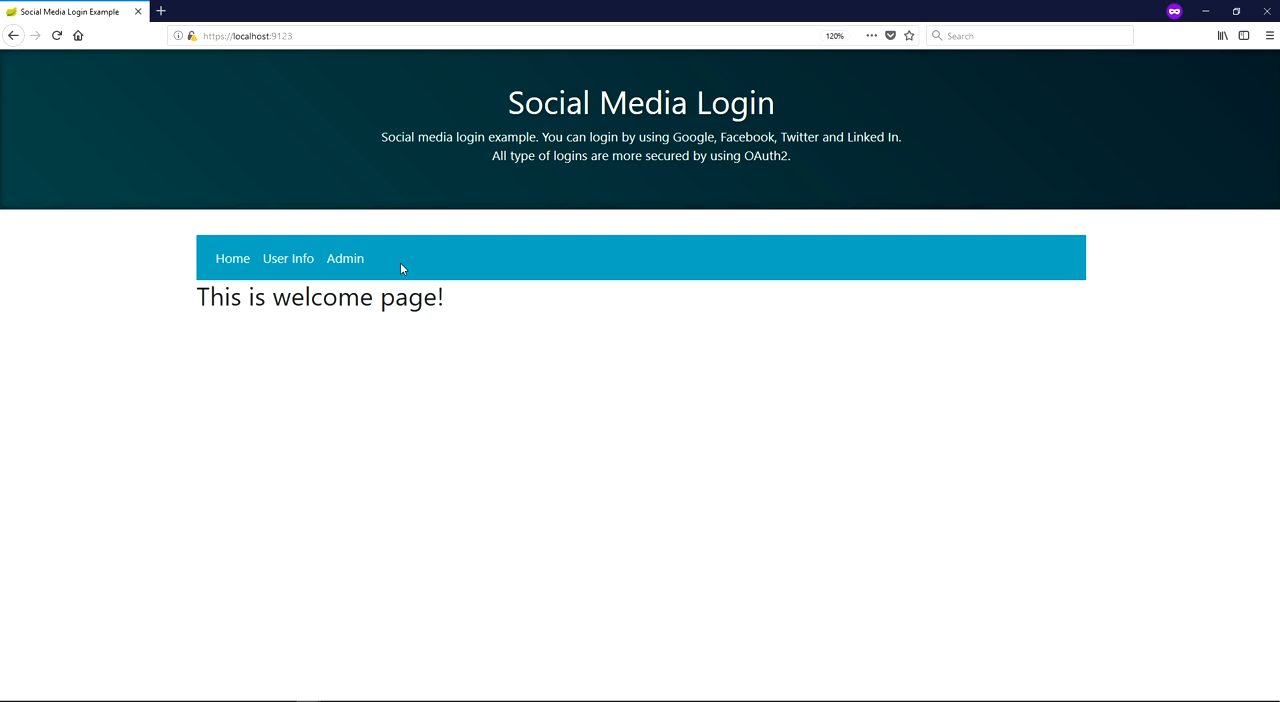 Social Media Login Example
https://localhost:9123
120%
Search
Social Media Login
Social media login example. You can login by using Google, Facebook, Twitter and Linked In.
All type of logins are more secured by using OAuth2.
Home User Info Admin
This is welcome page!